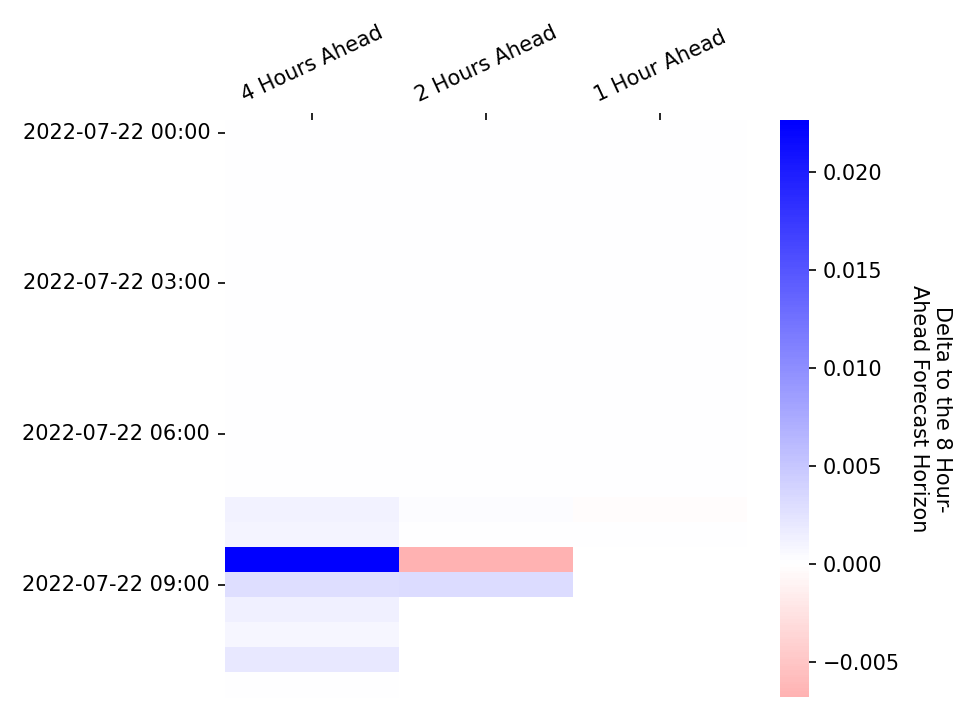 4 Hours Ahead
2 Hours Ahead
1 Hour Ahead
2022-07-22 00:00
2022-07-22 03:00
2022-07-22 06:00
2022-07-22 09:00
0.020
0.015
0.010
0.005
0.000
−0.005
Delta to the 8 Hour-
Ahead Forecast Horizon